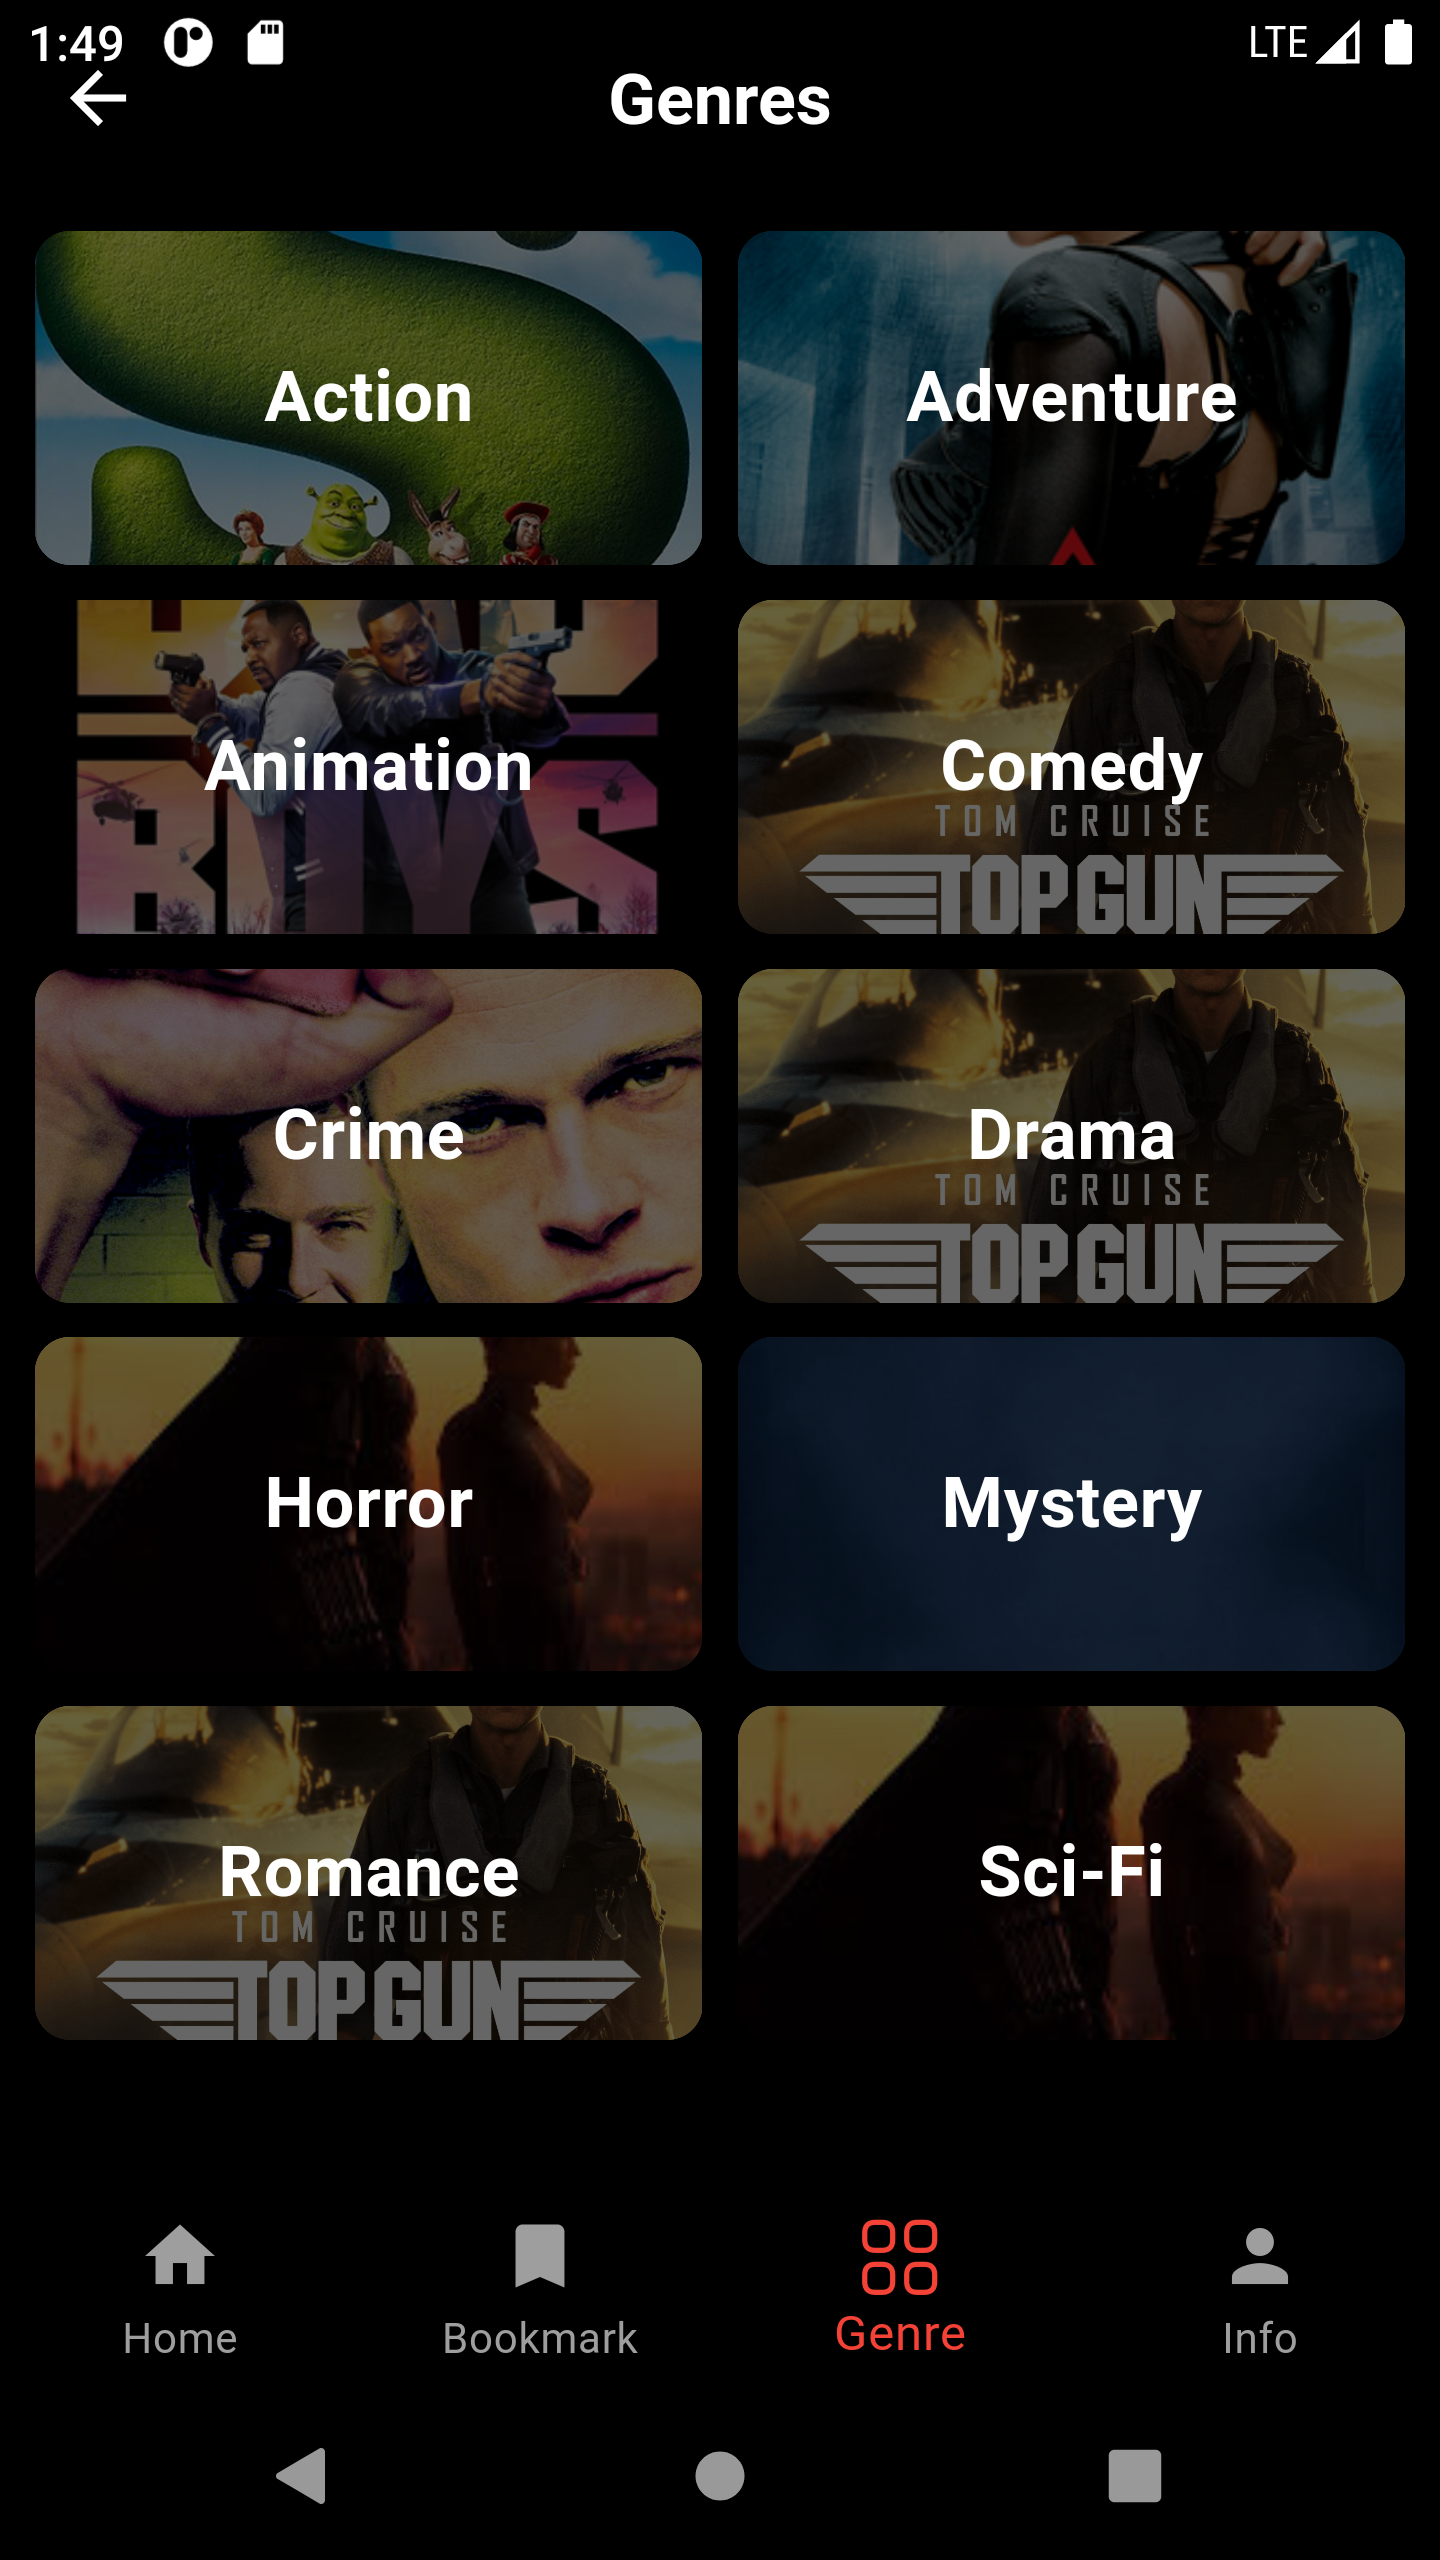 1:49
LTE
Genres
Action
Adventure
Animation
BOYS
Comedy
TOM CRUISE
TOP GUN
Crime
Drama
TOM CRUISE
TOP GUN
Horror
Mystery
Romance
TOM CRUISE
TOP GUN
Sci-Fi
Home
Bookmark
Genre
Info